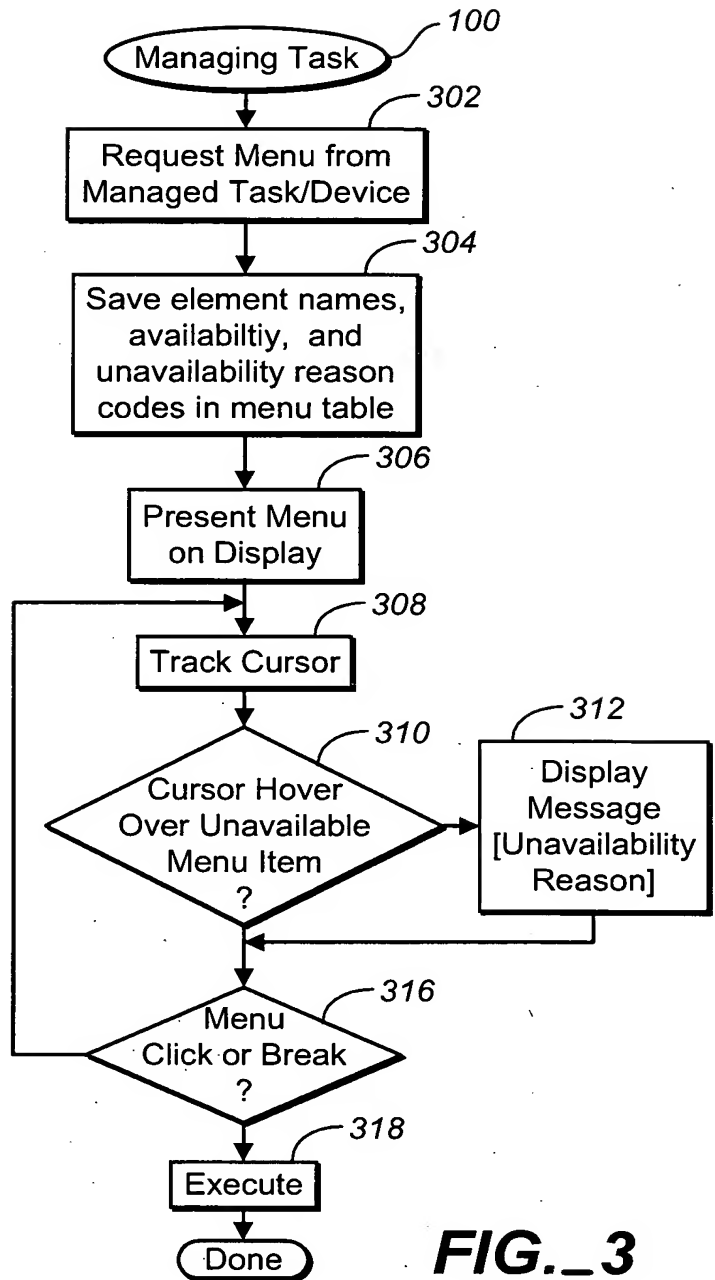 Managing Task
100
302
Request Menu from
Managed Task/Device
304
Save element names,
availabiltiy, and
unavailability reason
codes in menu table
306
Present Menu
on Display
308
Track Cursor
310
Cursor Hover
Over Unavailable
Menu Item
?
312
Display
Message
[Unavailability
Reason]
316
Menu
Click or Break
?
318
Execute
Done
FIG._3